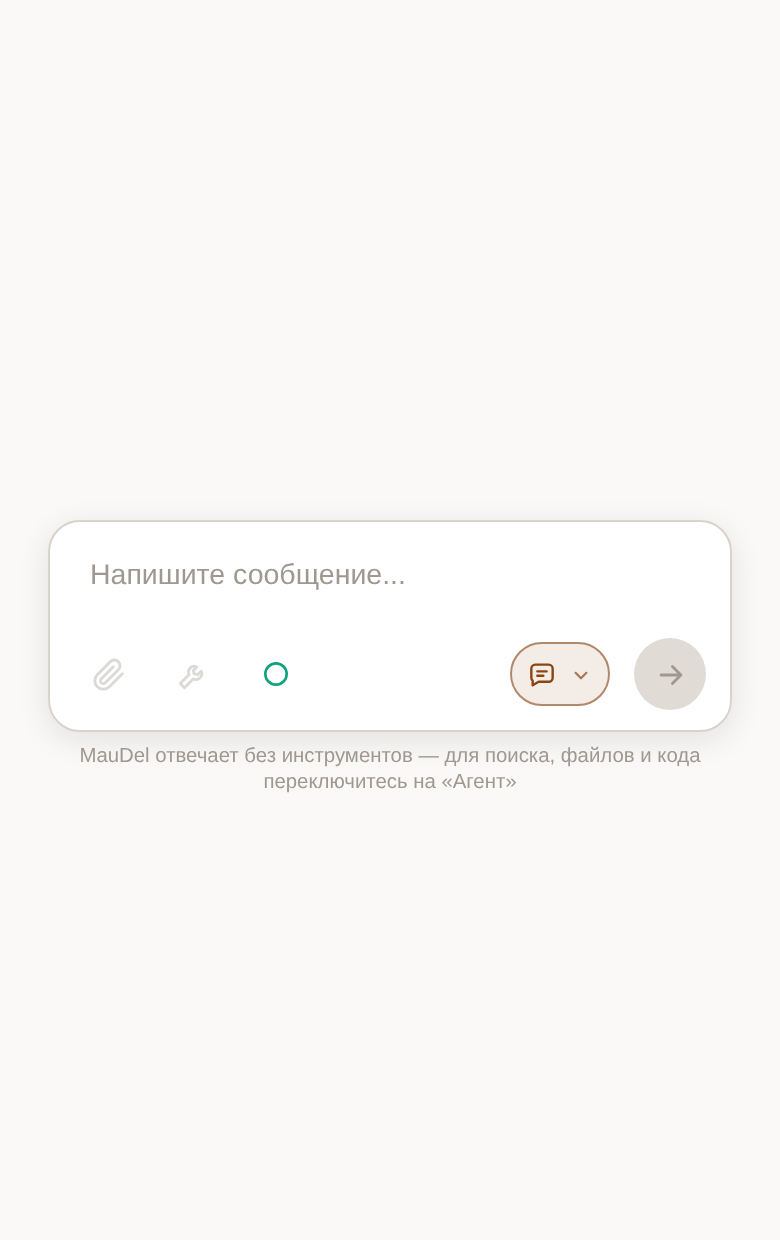 Напишите сообщение...
MauDel отвечает без инструментов — для поиска, файлов и кода
переключитесь на «Агент»